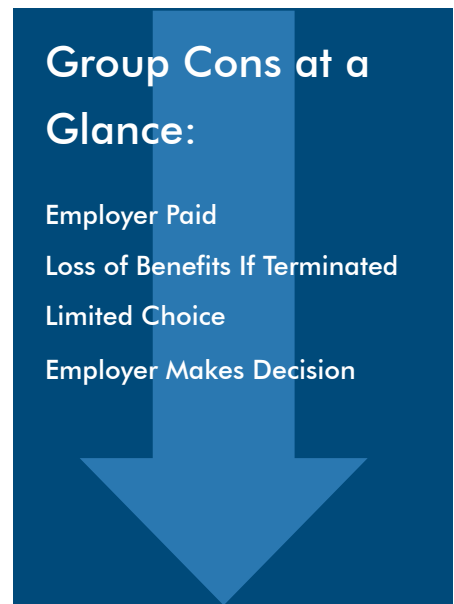 Group Cons at a
Glance:
Employer Paid
Loss of Benefits If Terminated
Limited Choice
Employer Makes Decision